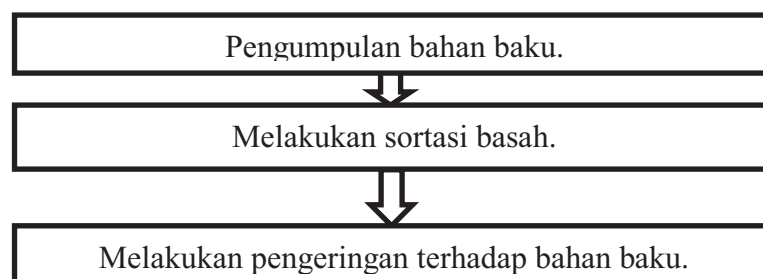 Pengumpulan bahan baku.
Melakukan sortasi basah.
Melakukan pengeringan terhadap bahan baku.